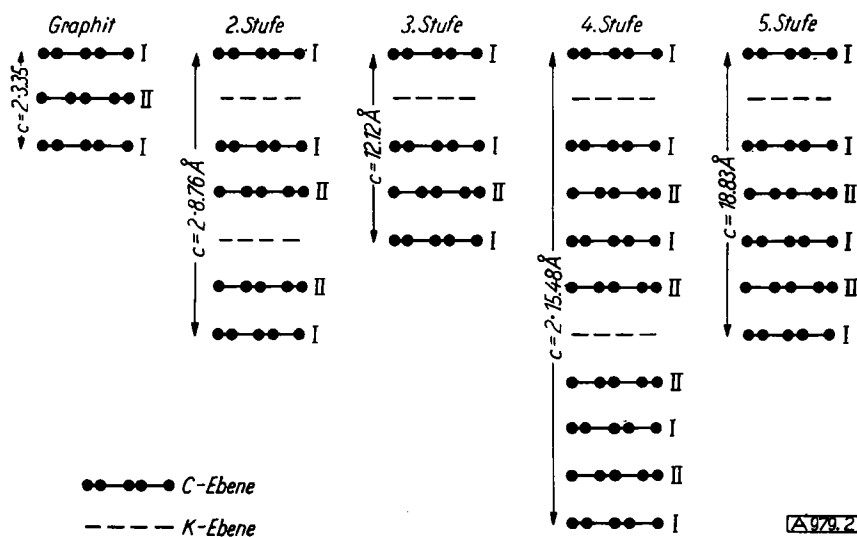 Graphit 2.Stufe 3.Stufe 4.Stufe 5.Stufe
c=2·3.35
I
II
I
c=2·8.76Å
I
I
II
II
I
c=12.12Å
I
I
II
I
c=2·15.48Å
I
I
II
I
II
II
I
II
I
c=18.83Å
I
I
II
I
II
I
C-Ebene
K-Ebene
A 979.2